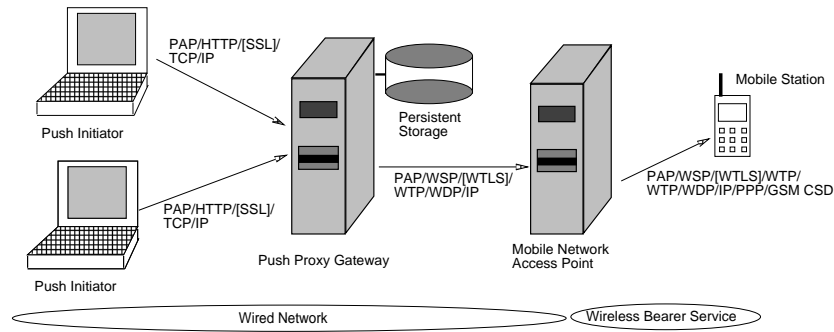 PAP/HTTP/[SSL]/
TCP/IP
Push Initiator
Persistent
Storage
Mobile Station
PAP/WSP/[WTLS]/
WTP/WDP/IP
PAP/WSP/[WTLS]/WTP/
WTP/WDP/IP/PPP/GSM CSD
PAP/HTTP/[SSL]/
TCP/IP
Push Proxy Gateway
Mobile Network
Access Point
Push Initiator
Wired Network
Wireless Bearer Service